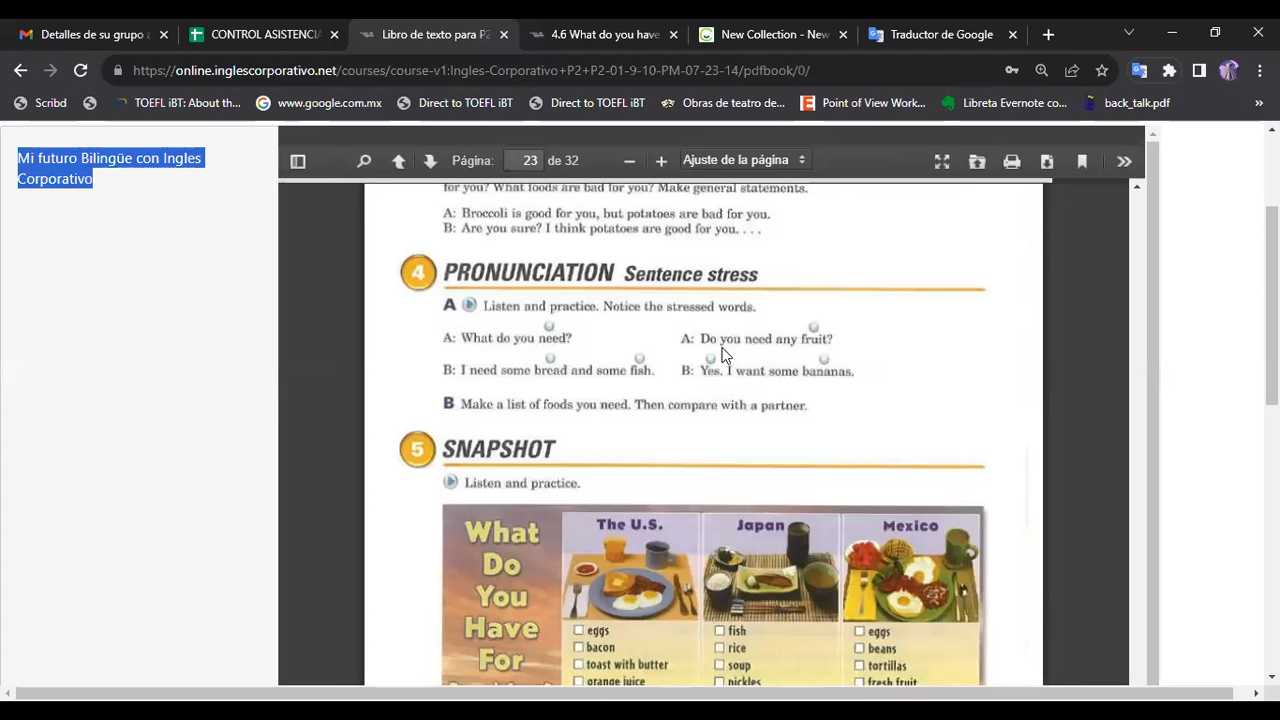 Detalles de su grupo a
CONTROL ASISTENCIA
Libro de texto para P2
4.6 What do you have
New Collection - New
Traductor de Google
https://online.inglescorporativo.net/courses/course-v1:Ingles-Corporativo+P2+P2-01-9-10-PM-07-23-14/pdfbook/0/
Scribd
TOEFL iBT: About th...
www.google.com.mx
Direct to TOEFL iBT
Direct to TOEFL iBT
Obras de teatro de...
Point of View Work...
Libreta Evernote co...
back_talk.pdf
Mi futuro Bilingüe con Ingles
Corporativo
Página: 23 de 32
Ajuste de la página
for you? What foods are bad for you? Make general statements.
A: Broccoli is good for you, but potatoes are bad for you.
B: Are you sure? I think potatoes are good for you. . . .
4 PRONUNCIATION Sentence stress
A Listen and practice. Notice the stressed words.
A: What do you need?
B: I need some bread and some fish.
A: Do you need any fruit?
B: Yes. I want some bananas.
B Make a list of foods you need. Then compare with a partner.
5 SNAPSHOT
Listen and practice.
What
Do
You
Have
For
The U.S.
eggs
bacon
toast with butter
orange juice
Japan
fish
rice
soup
pickles
Mexico
eggs
beans
tortillas
fresh fruit